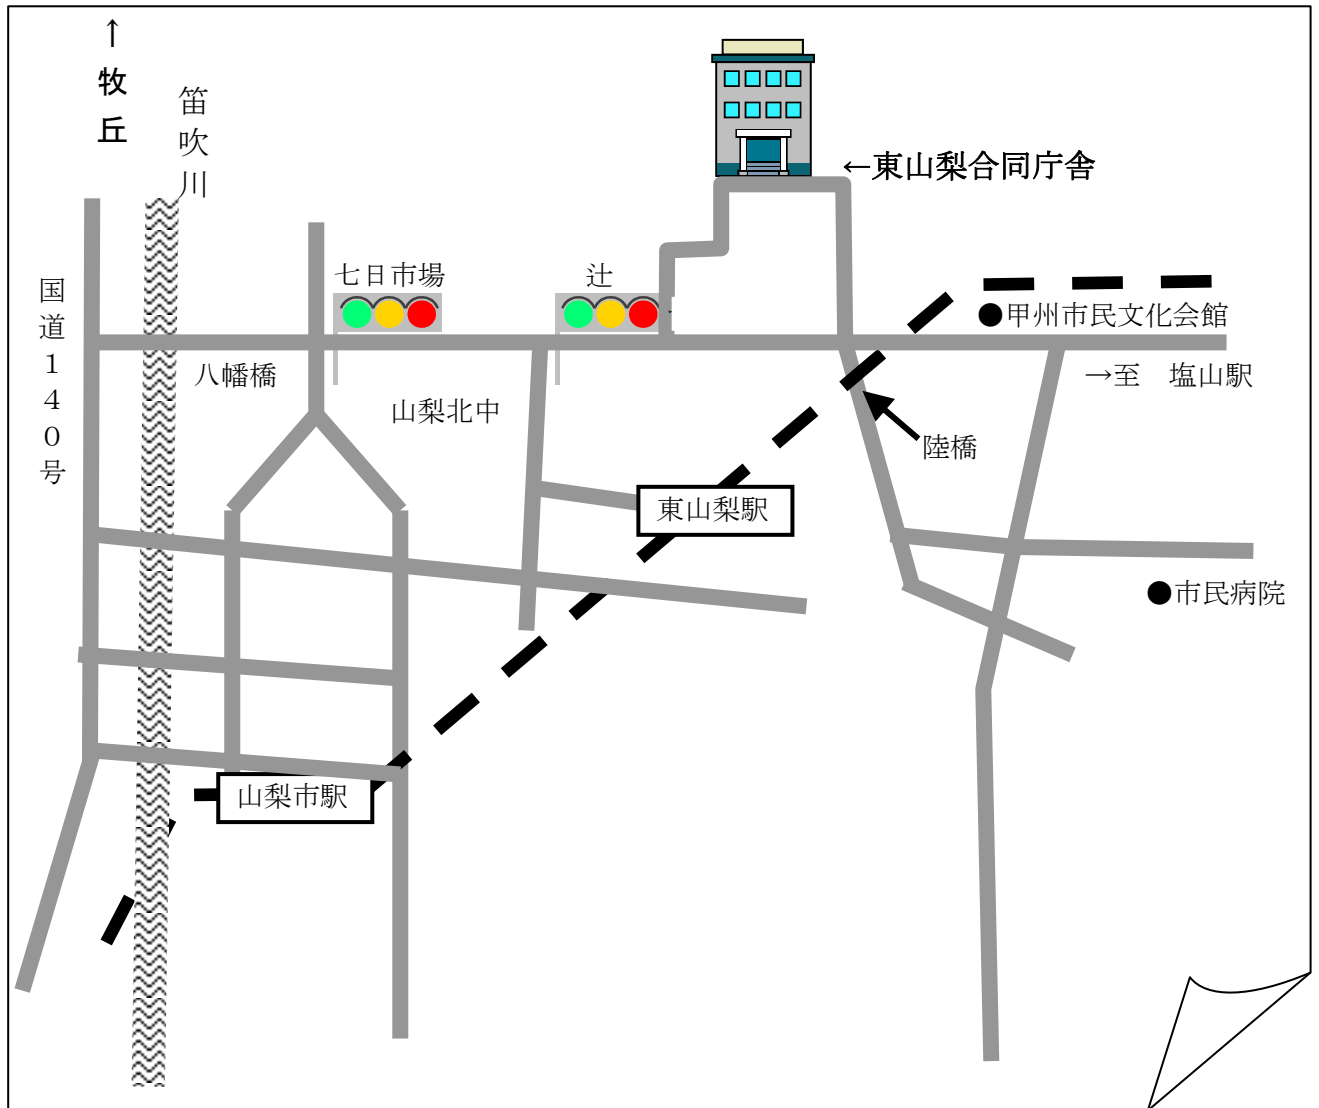 ↑牧丘
笛吹川
←東山梨合同庁舎
国道１４０号
七日市場
辻
●甲州市民文化会館
八幡橋
→至　塩山駅
山梨北中
陸橋
東山梨駅
●市民病院
山梨市駅